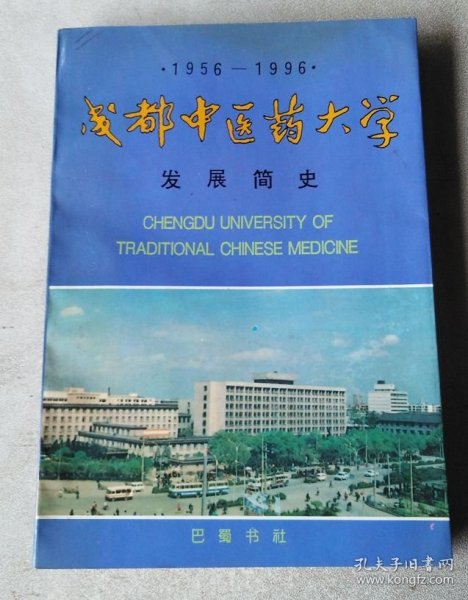 ·1956—1996·
成都中医药大学
发展简史
CHENGDU UNIVERSITY OF
TRADITIONAL CHINESE MEDICINE
巴蜀书社
孔夫子旧书网
www.kongfz.com